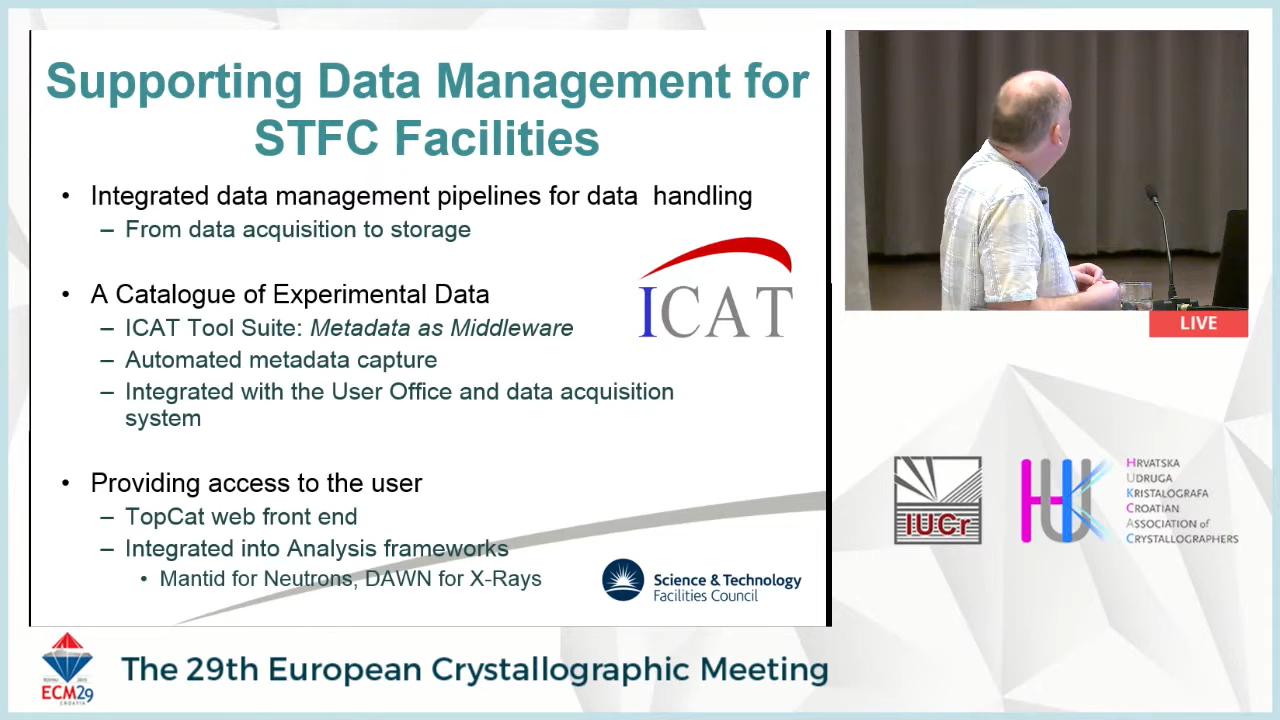 Supporting Data Management for
STFC Facilities
• Integrated data management pipelines for data handling
– From data acquisition to storage
• A Catalogue of Experimental Data
– ICAT Tool Suite: Metadata as Middleware
– Automated metadata capture
– Integrated with the User Office and data acquisition
system
ICAT
• Providing access to the user
– TopCat web front end
– Integrated into Analysis frameworks
• Mantid for Neutrons, DAWN for X-Rays
Science & Technology
Facilities Council
LIVE
IUCr
HUK
HRVATSKA
UDRUGA
KRISTALOGRAFA
CROATIAN
ASSOCIATION of
CRYSTALLOGRAPHERS
ECM29
CROATIA
The 29th European Crystallographic Meeting